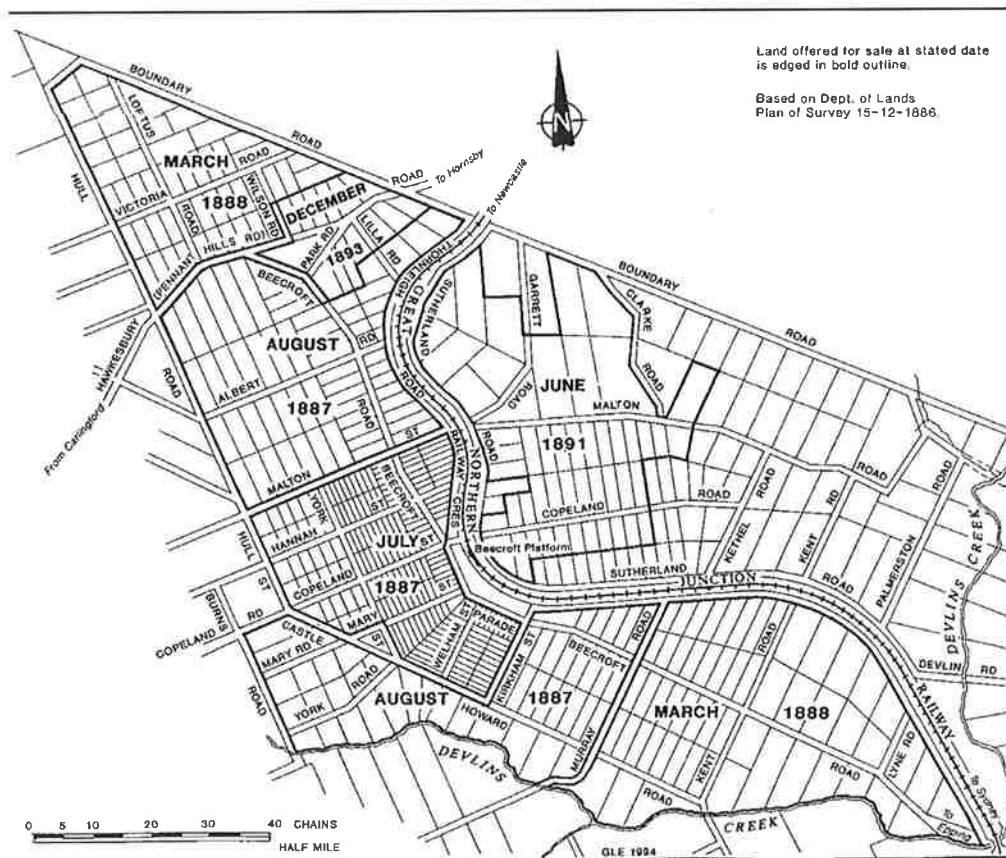 Land offered for sale at stated date
is edged in bold outline.
Based on Dept. of Lands
Plan of Survey 15-12-1886.
N
BOUNDARY
ROAD
LOFTUS
ROAD
HULL
MARCH
VICTORIA
ROAD
1888
WILSON RD
DECEMBER
ROAD
To Hornsby
To Newcastle
(PENNANT
HILLS RD)
PARK RD
1893
LILLA
RD
THORNLEIGH
ROAD
BEECROFT
RD
ROAD
GREAT
SUTHERLAND
ROAD
GARRETT
ROAD
BOUNDARY
ROAD
CLARKE
ROAD
HAWKESBURY
ROAD
From Carlingford
AUGUST
ALBERT
1887
JUNE
MALTON
1891
ROAD
MALTON
ST
RAILWAY CRES
NORTHERN
HULL
ST
HANNAH
ST
YORK
ST
BEECROFT
JULY
COPELAND
ST
1887
MARY
ST
Beecroft Platform
COPELAND
ROAD
KETHEL
ROAD
KENT
RD
PALMERSTON
ROAD
DEVLINS
CREEK
SUTHERLAND
ROAD
JUNCTION
RAILWAY
BURNS
RD
COPELAND
CASTLE
HOWARD
ROAD
MARY RD
YORK
ROAD
ROAD
WELHAM
ST
PARADE
KIRKHAM
ST
BEECROFT
ROAD
AUGUST
1887
MURRAY
ROAD
MARCH
1888
KENT
ROAD
LYNE RD
DEVLIN
RD
To Sydney
To
Epping
DEVLINS
CREEK
0 5 10 20 30 40 CHAINS
HALF MILE
GLE 1994